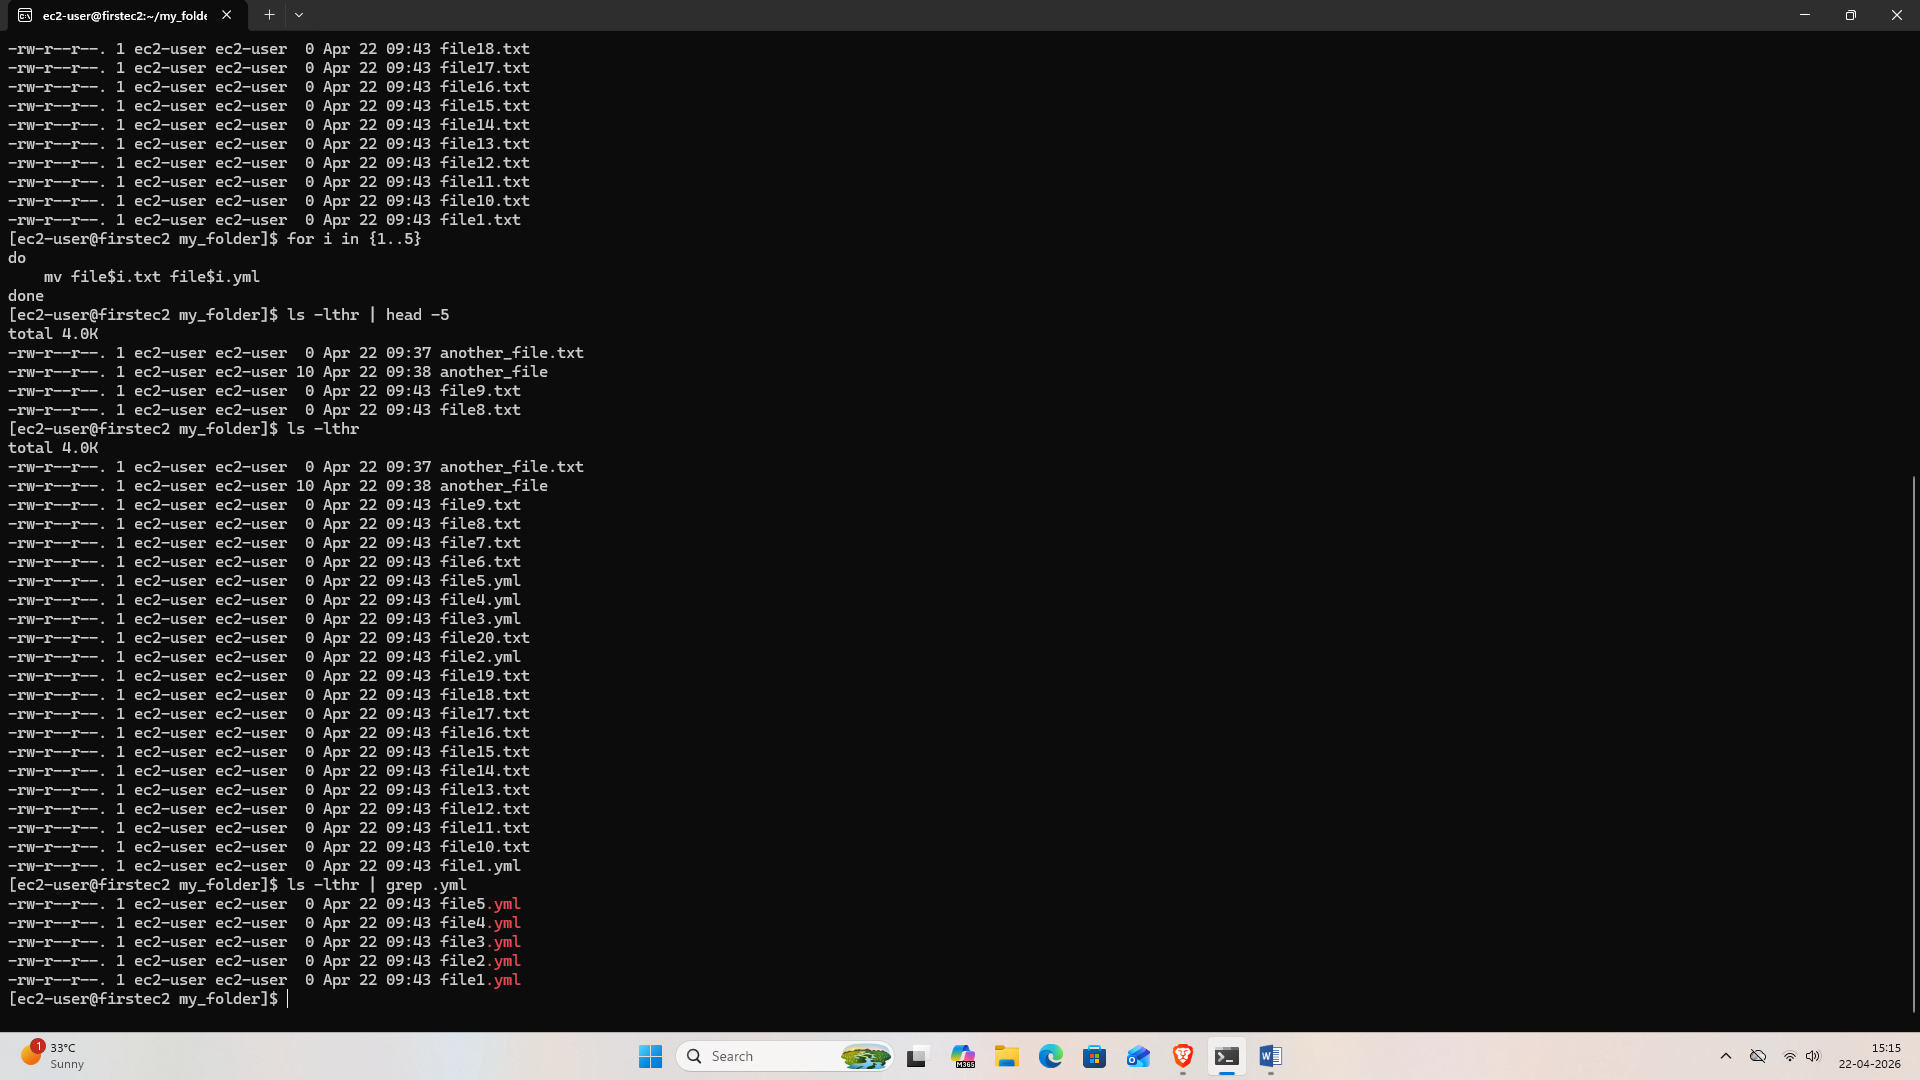 ec2-user@firstec2:~/my_folde
-rw-r--r--. 1 ec2-user ec2-user  0 Apr 22 09:43 file18.txt
-rw-r--r--. 1 ec2-user ec2-user  0 Apr 22 09:43 file17.txt
-rw-r--r--. 1 ec2-user ec2-user  0 Apr 22 09:43 file16.txt
-rw-r--r--. 1 ec2-user ec2-user  0 Apr 22 09:43 file15.txt
-rw-r--r--. 1 ec2-user ec2-user  0 Apr 22 09:43 file14.txt
-rw-r--r--. 1 ec2-user ec2-user  0 Apr 22 09:43 file13.txt
-rw-r--r--. 1 ec2-user ec2-user  0 Apr 22 09:43 file12.txt
-rw-r--r--. 1 ec2-user ec2-user  0 Apr 22 09:43 file11.txt
-rw-r--r--. 1 ec2-user ec2-user  0 Apr 22 09:43 file10.txt
-rw-r--r--. 1 ec2-user ec2-user  0 Apr 22 09:43 file1.txt
[ec2-user@firstec2 my_folder]$ for i in {1..5}
do
    mv file$i.txt file$i.yml
done
[ec2-user@firstec2 my_folder]$ ls -lthr | head -5
total 4.0K
-rw-r--r--. 1 ec2-user ec2-user  0 Apr 22 09:37 another_file.txt
-rw-r--r--. 1 ec2-user ec2-user 10 Apr 22 09:38 another_file
-rw-r--r--. 1 ec2-user ec2-user  0 Apr 22 09:43 file9.txt
-rw-r--r--. 1 ec2-user ec2-user  0 Apr 22 09:43 file8.txt
[ec2-user@firstec2 my_folder]$ ls -lthr
total 4.0K
-rw-r--r--. 1 ec2-user ec2-user  0 Apr 22 09:37 another_file.txt
-rw-r--r--. 1 ec2-user ec2-user 10 Apr 22 09:38 another_file
-rw-r--r--. 1 ec2-user ec2-user  0 Apr 22 09:43 file9.txt
-rw-r--r--. 1 ec2-user ec2-user  0 Apr 22 09:43 file8.txt
-rw-r--r--. 1 ec2-user ec2-user  0 Apr 22 09:43 file7.txt
-rw-r--r--. 1 ec2-user ec2-user  0 Apr 22 09:43 file6.txt
-rw-r--r--. 1 ec2-user ec2-user  0 Apr 22 09:43 file5.yml
-rw-r--r--. 1 ec2-user ec2-user  0 Apr 22 09:43 file4.yml
-rw-r--r--. 1 ec2-user ec2-user  0 Apr 22 09:43 file3.yml
-rw-r--r--. 1 ec2-user ec2-user  0 Apr 22 09:43 file20.txt
-rw-r--r--. 1 ec2-user ec2-user  0 Apr 22 09:43 file2.yml
-rw-r--r--. 1 ec2-user ec2-user  0 Apr 22 09:43 file19.txt
-rw-r--r--. 1 ec2-user ec2-user  0 Apr 22 09:43 file18.txt
-rw-r--r--. 1 ec2-user ec2-user  0 Apr 22 09:43 file17.txt
-rw-r--r--. 1 ec2-user ec2-user  0 Apr 22 09:43 file16.txt
-rw-r--r--. 1 ec2-user ec2-user  0 Apr 22 09:43 file15.txt
-rw-r--r--. 1 ec2-user ec2-user  0 Apr 22 09:43 file14.txt
-rw-r--r--. 1 ec2-user ec2-user  0 Apr 22 09:43 file13.txt
-rw-r--r--. 1 ec2-user ec2-user  0 Apr 22 09:43 file12.txt
-rw-r--r--. 1 ec2-user ec2-user  0 Apr 22 09:43 file11.txt
-rw-r--r--. 1 ec2-user ec2-user  0 Apr 22 09:43 file10.txt
-rw-r--r--. 1 ec2-user ec2-user  0 Apr 22 09:43 file1.yml
[ec2-user@firstec2 my_folder]$ ls -lthr | grep .yml
-rw-r--r--. 1 ec2-user ec2-user  0 Apr 22 09:43 file5.yml
-rw-r--r--. 1 ec2-user ec2-user  0 Apr 22 09:43 file4.yml
-rw-r--r--. 1 ec2-user ec2-user  0 Apr 22 09:43 file3.yml
-rw-r--r--. 1 ec2-user ec2-user  0 Apr 22 09:43 file2.yml
-rw-r--r--. 1 ec2-user ec2-user  0 Apr 22 09:43 file1.yml
[ec2-user@firstec2 my_folder]$
1
33°C
Sunny
Search
M365
15:15
22-04-2026